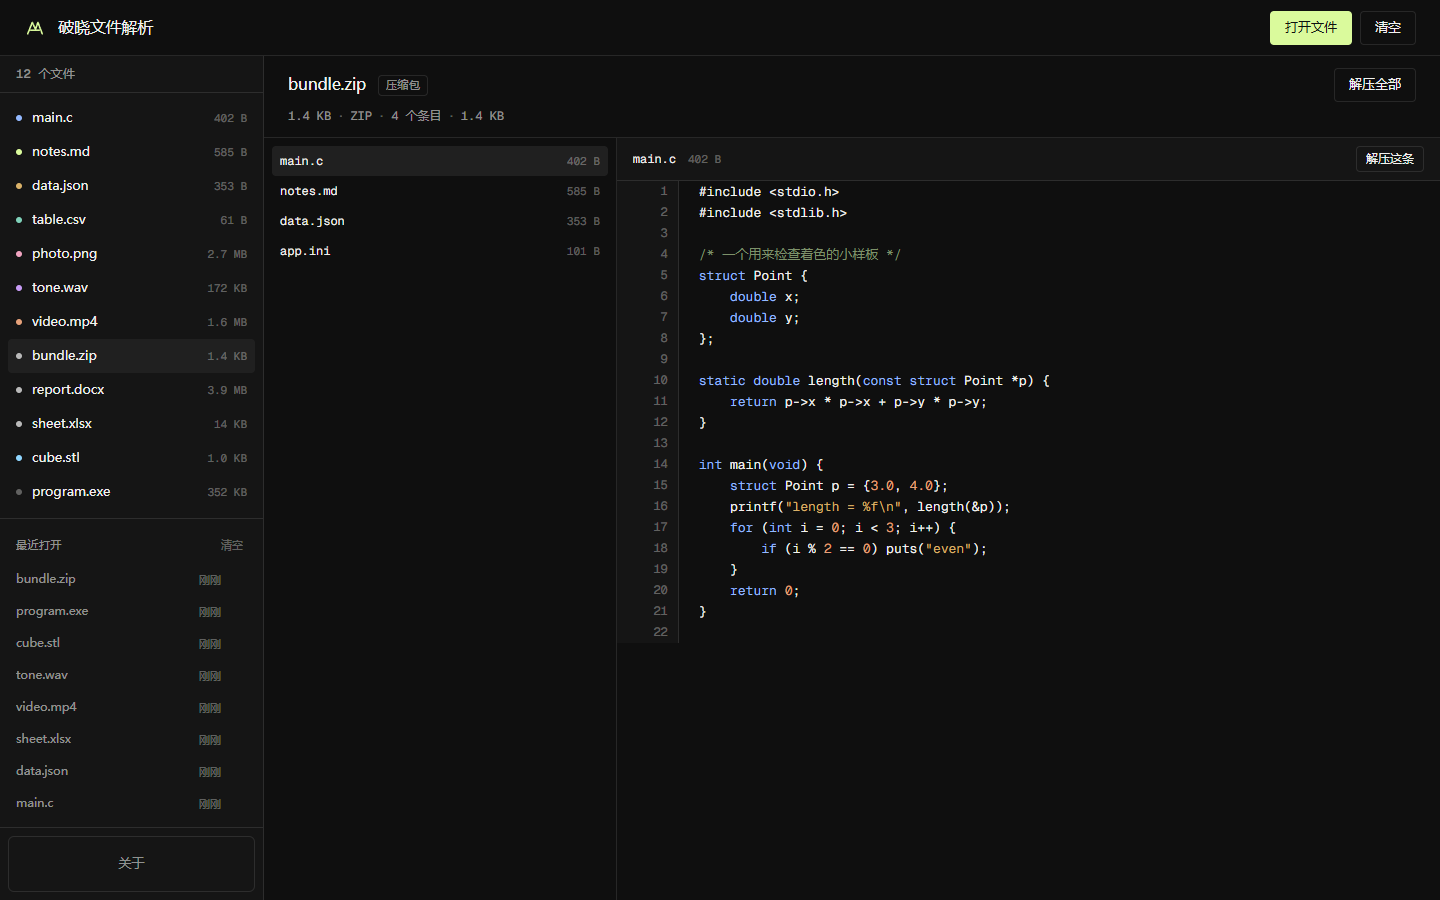 破晓文件解析
打开文件
清空
12 个文件
main.c 402 B
notes.md 585 B
data.json 353 B
table.csv 61 B
photo.png 2.7 MB
tone.wav 172 KB
video.mp4 1.6 MB
bundle.zip 1.4 KB
report.docx 3.9 MB
sheet.xlsx 14 KB
cube.stl 1.0 KB
program.exe 352 KB
最近打开 清空
bundle.zip 刚刚
program.exe 刚刚
cube.stl 刚刚
tone.wav 刚刚
video.mp4 刚刚
sheet.xlsx 刚刚
data.json 刚刚
main.c 刚刚
关于
bundle.zip 压缩包
1.4 KB · ZIP · 4 个条目 · 1.4 KB
解压全部
main.c 402 B
notes.md 585 B
data.json 353 B
app.ini 101 B
main.c 402 B
解压这条
1 #include <stdio.h>
2 #include <stdlib.h>
3
4 /* 一个用来检查着色的小样板 */
5 struct Point {
6     double x;
7     double y;
8 };
9
10 static double length(const struct Point *p) {
11     return p->x * p->x + p->y * p->y;
12 }
13
14 int main(void) {
15     struct Point p = {3.0, 4.0};
16     printf("length = %f\n", length(&p));
17     for (int i = 0; i < 3; i++) {
18         if (i % 2 == 0) puts("even");
19     }
20     return 0;
21 }
22